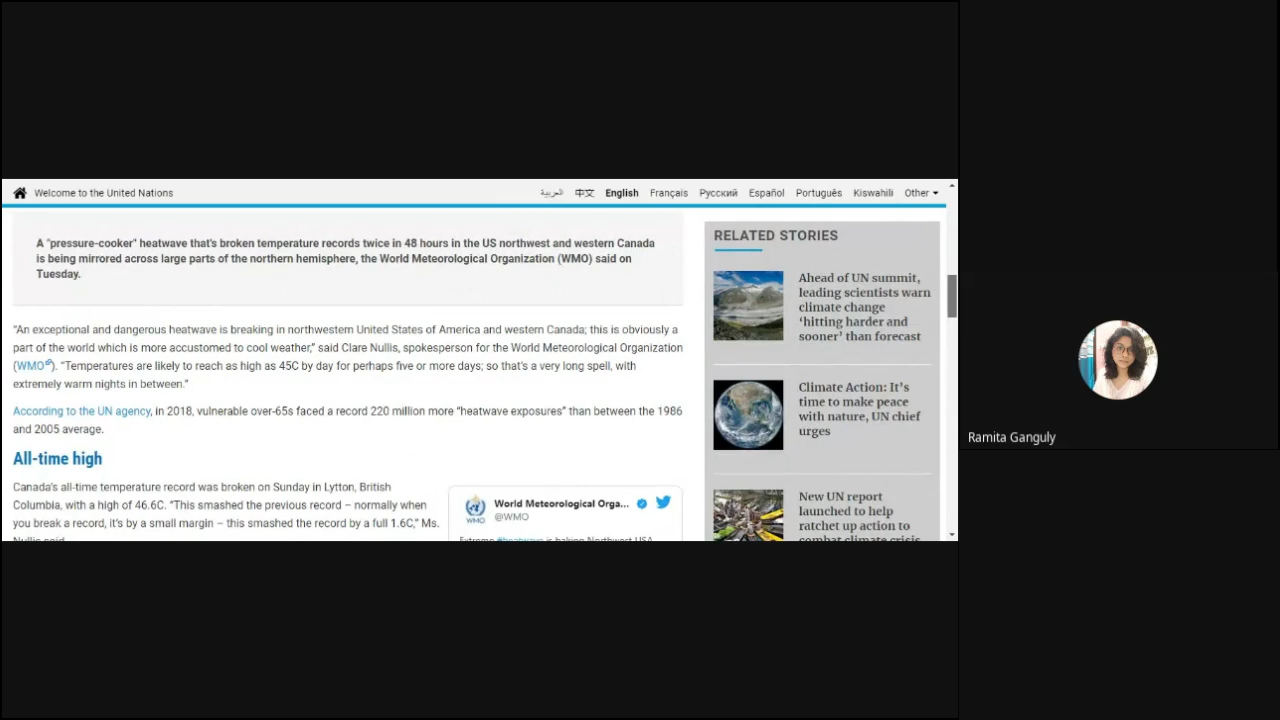 Welcome to the United Nations
العربية 中文 English Français Русский Español Português Kiswahili Other
A "pressure-cooker" heatwave that's broken temperature records twice in 48 hours in the US northwest and western Canada
is being mirrored across large parts of the northern hemisphere, the World Meteorological Organization (WMO) said on
Tuesday.
"An exceptional and dangerous heatwave is breaking in northwestern United States of America and western Canada; this is obviously a
part of the world which is more accustomed to cool weather," said Clare Nullis, spokesperson for the World Meteorological Organization
(WMO). "Temperatures are likely to reach as high as 45C by day for perhaps five or more days; so that's a very long spell, with
extremely warm nights in between."
According to the UN agency, in 2018, vulnerable over-65s faced a record 220 million more "heatwave exposures" than between the 1986
and 2005 average.
All-time high
Canada's all-time temperature record was broken on Sunday in Lytton, British
Columbia, with a high of 46.6C. "This smashed the previous record – normally when
you break a record, it's by a small margin – this smashed the record by a full 1.6C," Ms.
Nullis said
WMO
World Meteorological Orga...
@WMO
Extreme #heatwave is baking Northwest USA
RELATED STORIES
Ahead of UN summit,
leading scientists warn
climate change
‘hitting harder and
sooner’ than forecast
Climate Action: It’s
time to make peace
with nature, UN chief
urges
New UN report
launched to help
ratchet up action to
combat climate crisis
Ramita Ganguly